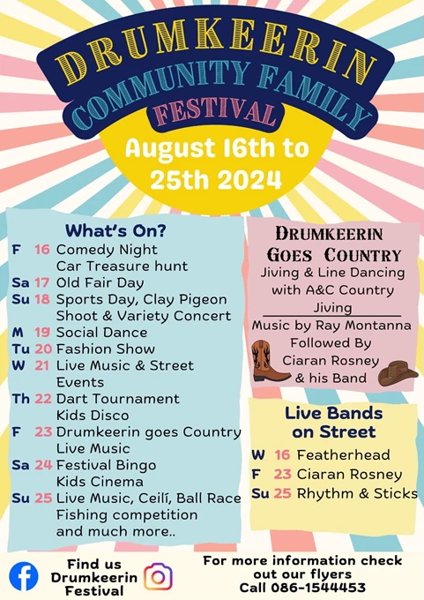 DRUMKEERIN
COMMUNITY FAMILY
FESTIVAL
August 16th to
25th 2024
What's On?
F 16 Comedy Night
Car Treasure hunt
Sa 17 Old Fair Day
Su 18 Sports Day, Clay Pigeon
Shoot & Variety Concert
M 19 Social Dance
Tu 20 Fashion Show
W 21 Live Music & Street
Events
Th 22 Dart Tournament
Kids Disco
F 23 Drumkeerin goes Country
Live Music
Sa 24 Festival Bingo
Kids Cinema
Su 25 Live Music, Ceilí, Ball Race
Fishing competition
and much more..
DRUMKEERIN
GOES COUNTRY
Jiving & Line Dancing
with A&C Country
Jiving
Music by Ray Montanna
Followed By
Ciaran Rosney
& his Band
Live Bands
on Street
W 16 Featherhead
F 23 Ciaran Rosney
Su 25 Rhythm & Sticks
Find us
Drumkeerin
Festival
For more information check
out our flyers
Call 086-1544453